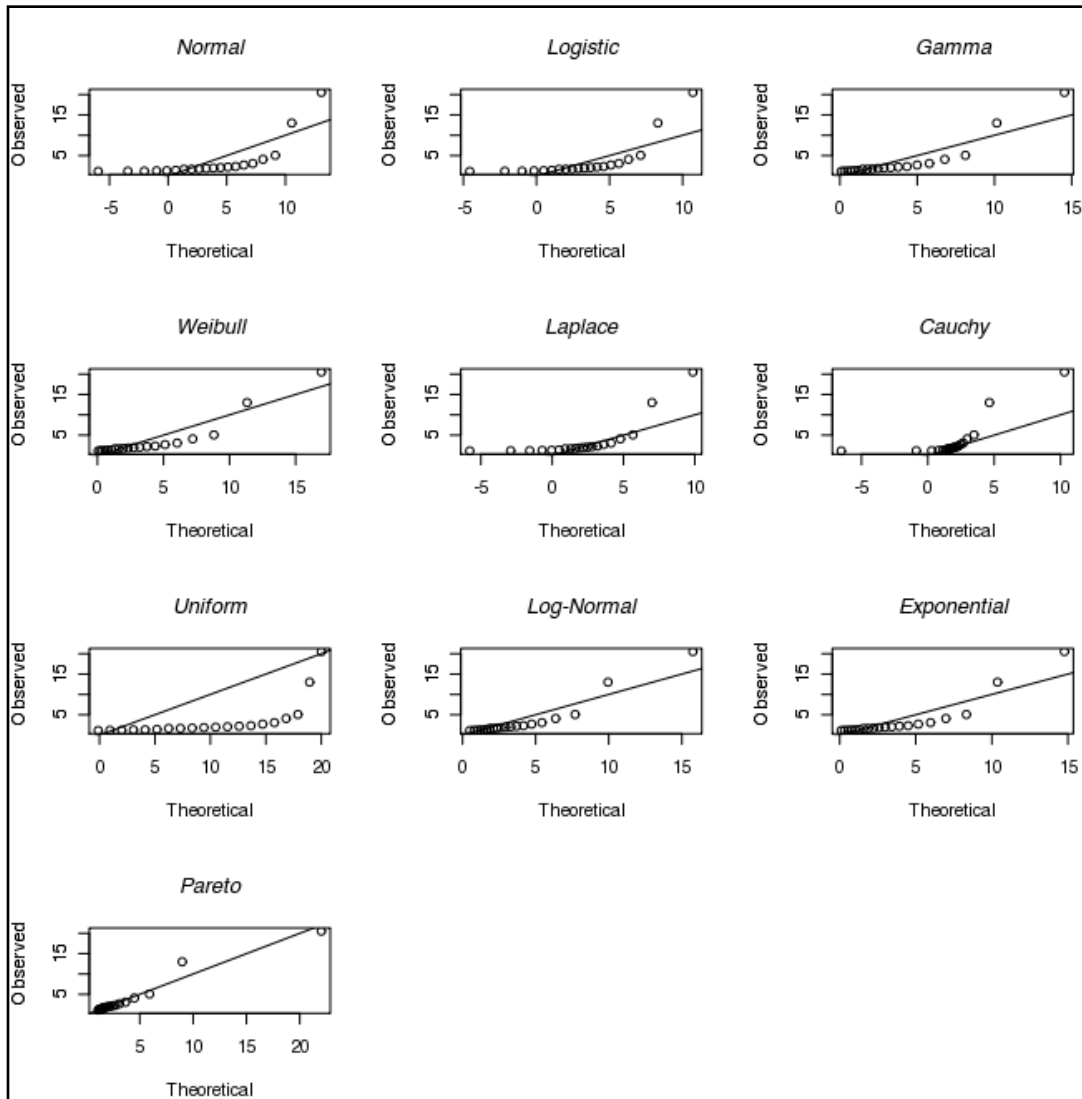 Normal
Logistic
Gamma
Observed
5 15
Observed
5 15
Observed
5 15
-5 0 5 10
-5 0 5 10
0 5 10 15
Theoretical
Theoretical
Theoretical
Weibull
Laplace
Cauchy
Observed
5 15
Observed
5 15
Observed
5 15
0 5 10 15
-5 0 5 10
-5 0 5 10
Theoretical
Theoretical
Theoretical
Uniform
Log-Normal
Exponential
Observed
5 15
Observed
5 15
Observed
5 15
0 5 10 15 20
0 5 10 15
0 5 10 15
Theoretical
Theoretical
Theoretical
Pareto
Observed
5 15
5 10 15 20
Theoretical